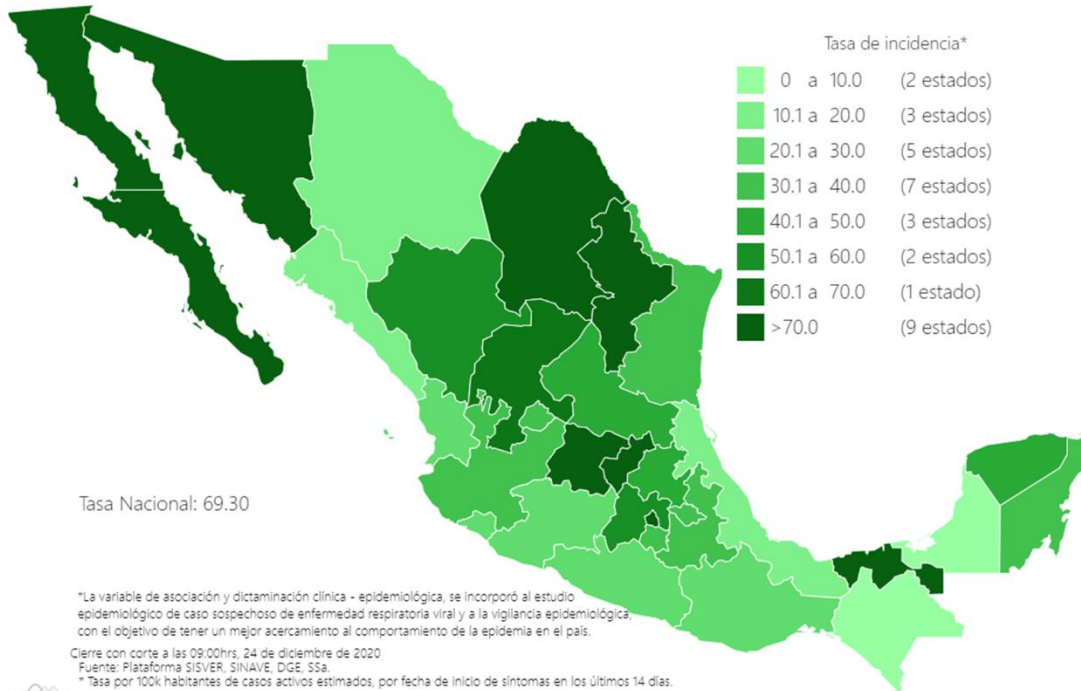 Tasa de incidencia*
0 a 10.0 (2 estados)
10.1 a 20.0 (3 estados)
20.1 a 30.0 (5 estados)
30.1 a 40.0 (7 estados)
40.1 a 50.0 (3 estados)
50.1 a 60.0 (2 estados)
60.1 a 70.0 (1 estado)
>70.0 (9 estados)
Tasa Nacional: 69.30
*La variable de asociación y dictaminación clínica - epidemiológica, se incorporó al estudio
epidemiológico de caso sospechoso de enfermedad respiratoria viral y a la vigilancia epidemiológica,
con el objetivo de tener un mejor acercamiento al comportamiento de la epidemia en el país.
Cierre con corte a las 09:00hrs, 24 de diciembre de 2020
Fuente: Plataforma SISVER, SINAVE, DGE, SSa.
* Tasa por 100k habitantes de casos activos estimados, por fecha de inicio de síntomas en los últimos 14 días.